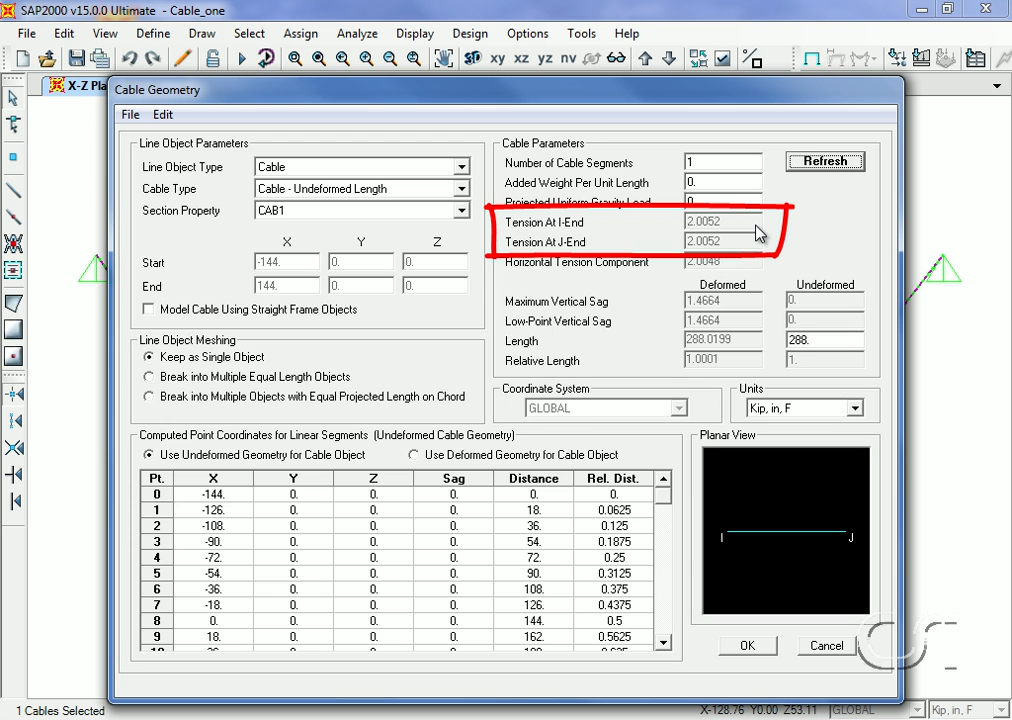 SAP2000 v15.0.0 Ultimate - Cable_one
File Edit View Define Draw Select Assign Analyze Display Design Options Tools Help
3D xy xz yz nv
X-Z Pla
Cable Geometry
File Edit
Line Object Parameters
Line Object Type Cable
Cable Type Cable - Undeformed Length
Section Property CAB1
X Y Z
Start -144. 0. 0.
End 144. 0. 0.
Model Cable Using Straight Frame Objects
Line Object Meshing
Keep as Single Object
Break into Multiple Equal Length Objects
Break into Multiple Objects with Equal Projected Length on Chord
Cable Parameters
Number of Cable Segments 1 Refresh
Added Weight Per Unit Length 0.
Projected Uniform Gravity Load 0.
Tension At I-End 2.0052
Tension At J-End 2.0052
Horizontal Tension Component 2.0048
Deformed Undeformed
Maximum Vertical Sag 1.4664 0.
Low-Point Vertical Sag 1.4664 0.
Length 288.0199 288.
Relative Length 1.0001 1.
Coordinate System
GLOBAL
Units
Kip, in, F
Computed Point Coordinates for Linear Segments (Undeformed Cable Geometry)
Use Undeformed Geometry for Cable Object Use Deformed Geometry for Cable Object
Pt. X Y Z Sag Distance Rel. Dist.
0 -144. 0. 0. 0. 0. 0.
1 -126. 0. 0. 0. 18. 0.0625
2 -108. 0. 0. 0. 36. 0.125
3 -90. 0. 0. 0. 54. 0.1875
4 -72. 0. 0. 0. 72. 0.25
5 -54. 0. 0. 0. 90. 0.3125
6 -36. 0. 0. 0. 108. 0.375
7 -18. 0. 0. 0. 126. 0.4375
8 0. 0. 0. 0. 144. 0.5
9 18. 0. 0. 0. 162. 0.5625
Planar View
I J
OK Cancel
1 Cables Selected
X-128.76 Y0.00 Z53.11 GLOBAL Kip, in, F